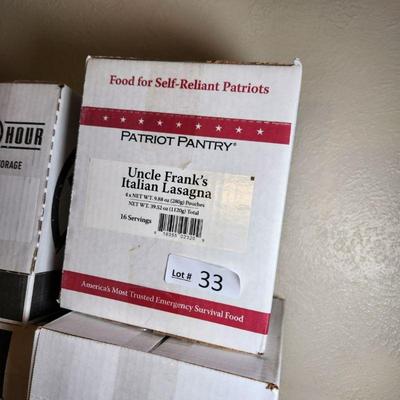 HOUR
ORAGE
Food for Self-Reliant Patriots
PATRIOT PANTRY®
Uncle Frank's
Italian Lasagna
4 x NET WT. 9.88 oz (280g) Pouches
NET WT. 39.52 oz (1120g) Total
16 Servings
Lot # 33
America's Most Trusted Emergency Survival Food